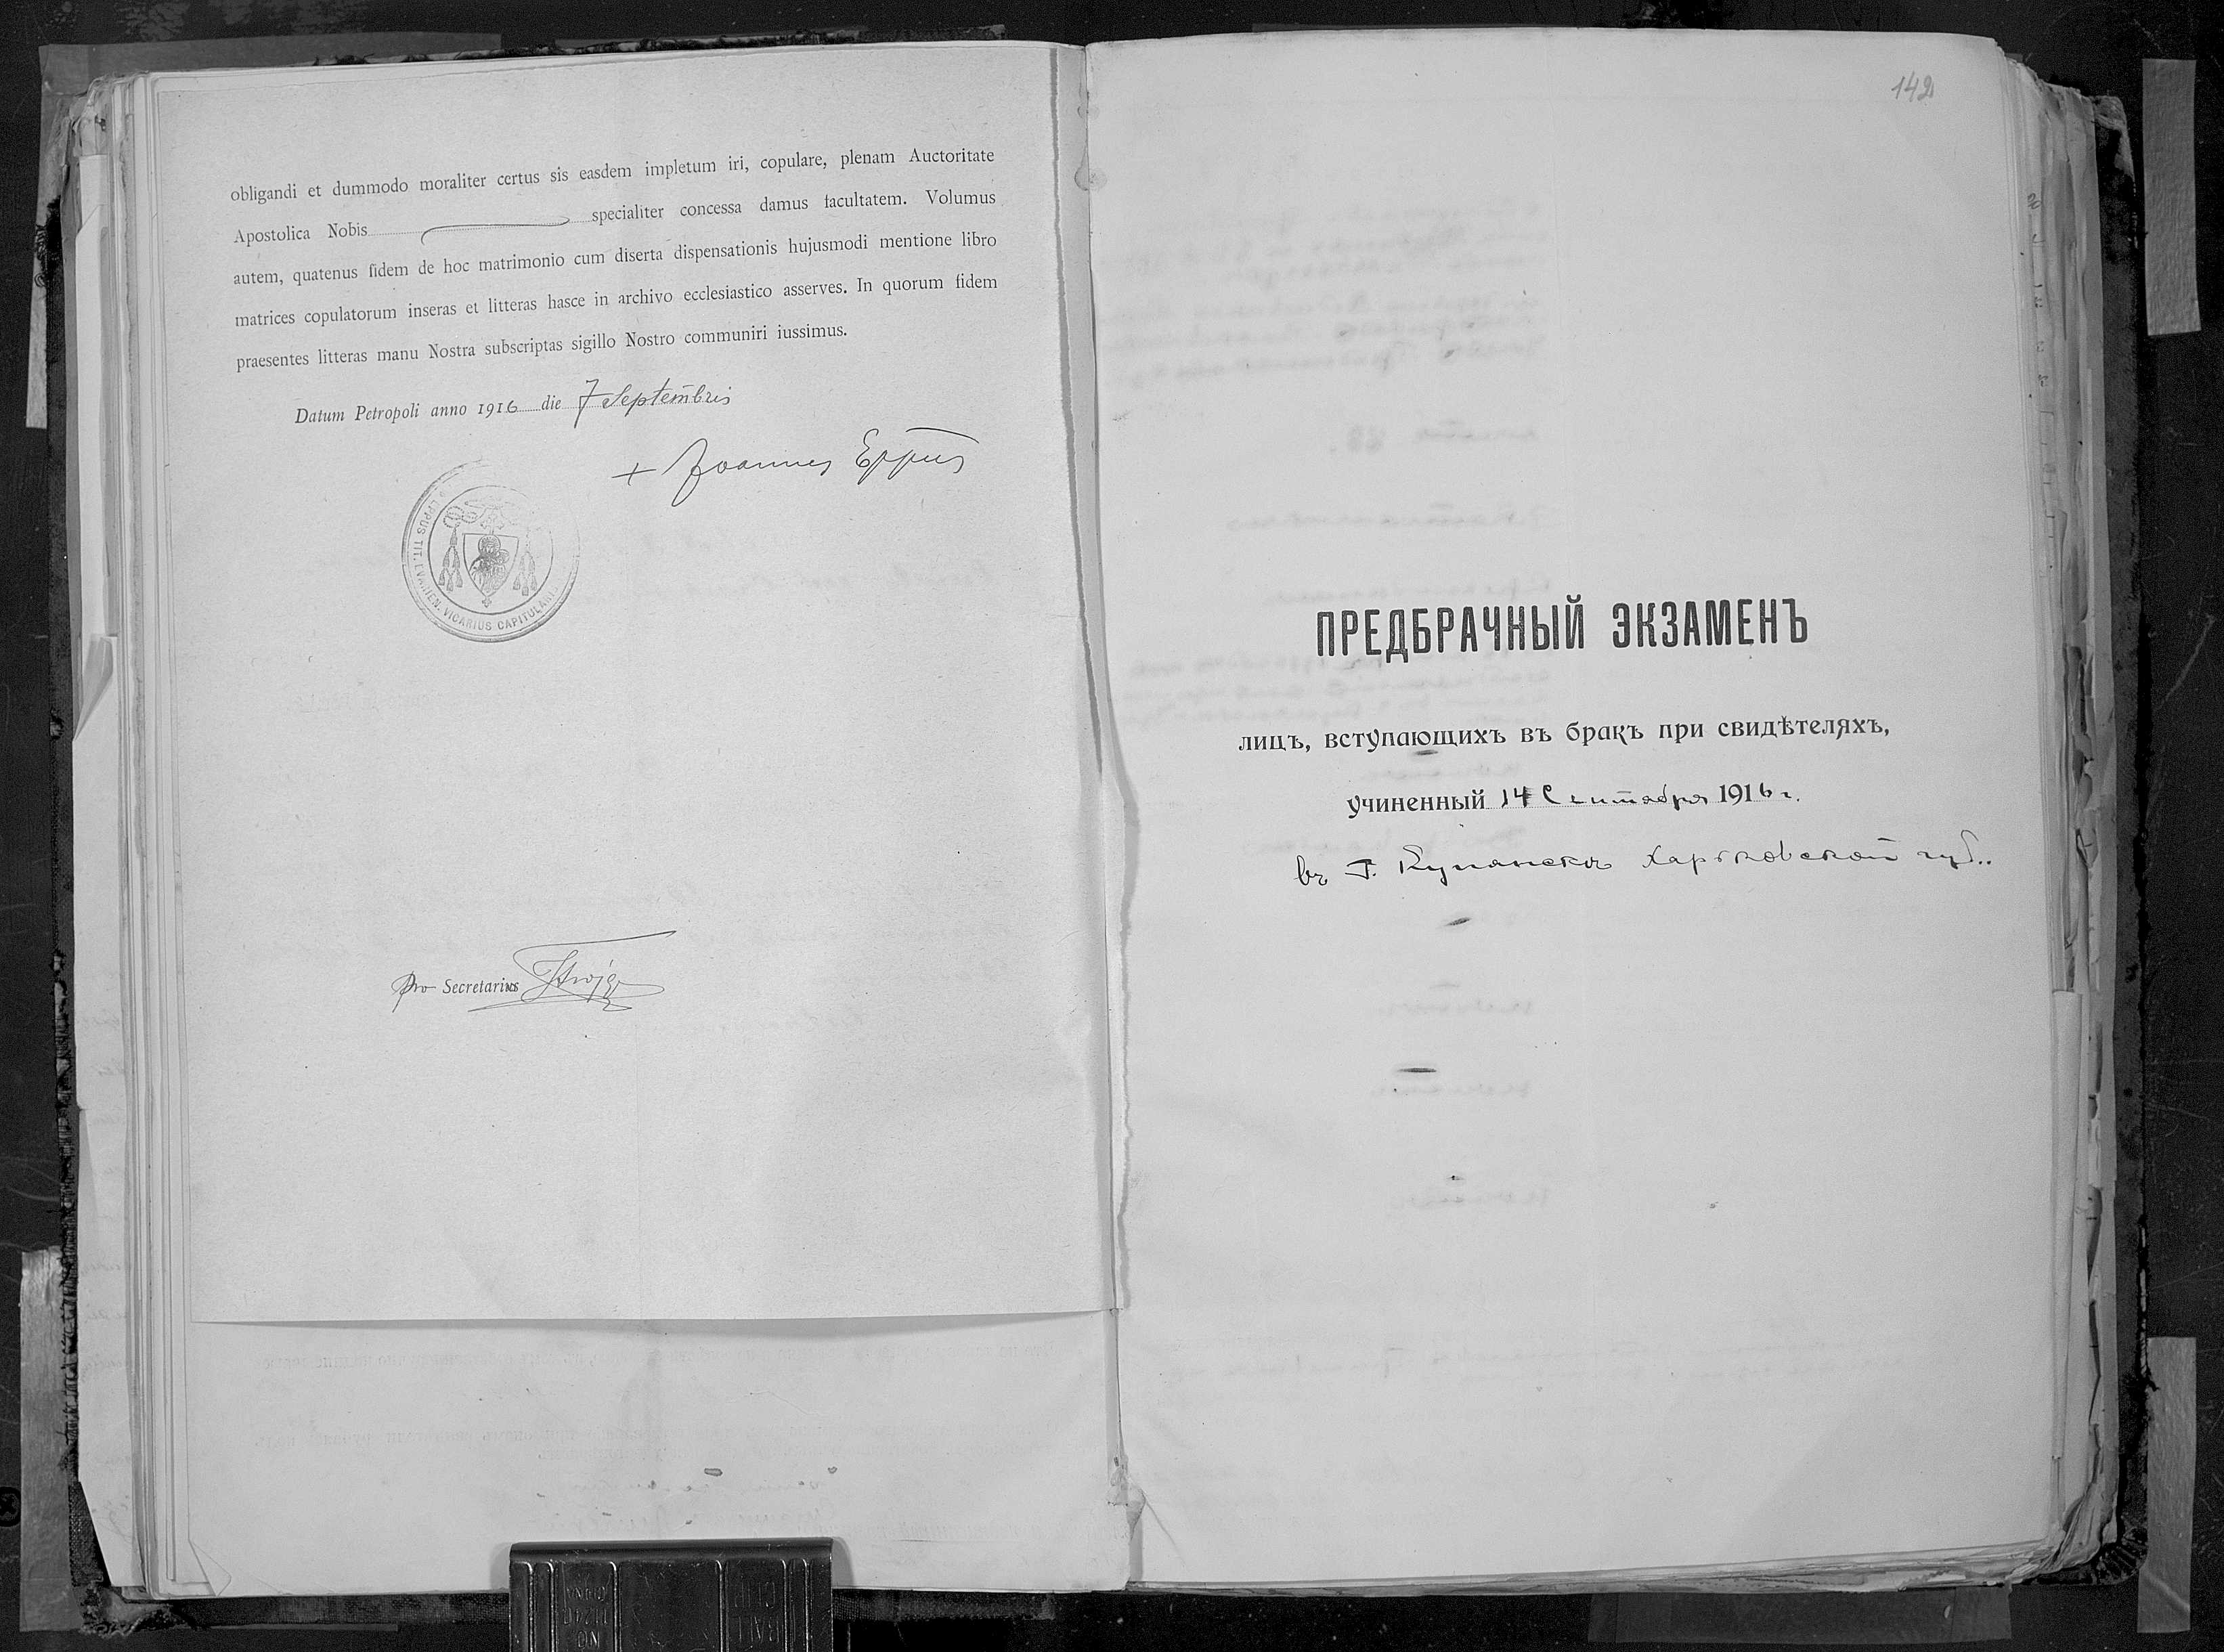 obligandi et dummodo moraliter certus sis easdem impletum iri, copulare, plenam Auctoritate
Apostolica Nobis specialiter concessa damus facultatem. Volumus
autem, quatenus fidem de hoc matrimonio cum diserta dispensationis hujusmodi mentione libro
matrices copulatorum inseras et litteras hasce in archivo ecclesiastico asserves. In quorum fidem
praesentes litteras manu Nostra subscriptas sigillo Nostro communiri iussimus.
Datum Petropoli anno 1916 die 7 Septembris
+ Joannes Eppus
EPPUS TIT. VICARIUS CAPITULARI
Pro Secretarius
142
ПРЕДБРАЧНЫЙ ЭКЗАМЕНЪ
лицъ, вступающихъ въ бракъ при свидѣтеляхъ,
учиненный 14 Сентября 1916 г.
въ г. Купянскѣ Харьковской губ..